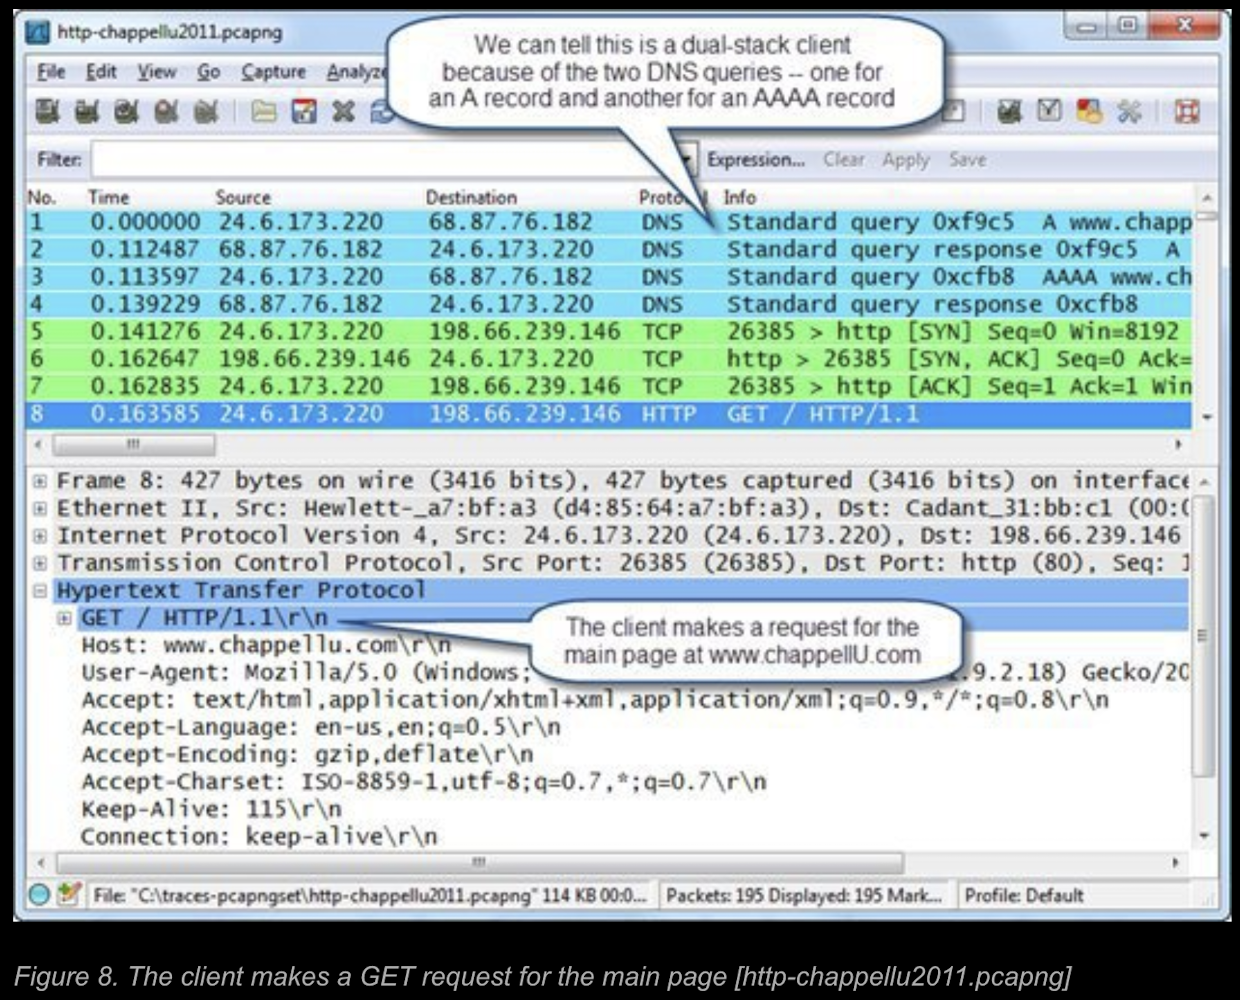 http-chappellu2011.pcapng
We can tell this is a dual-stack client
because of the two DNS queries -- one for
an A record and another for an AAAA record
File Edit View Go Capture Analyze
Filter: Expression... Clear Apply Save
No. Time Source Destination Protocol Info
1 0.000000 24.6.173.220 68.87.76.182 DNS Standard query 0xf9c5 A www.chapp
2 0.112487 68.87.76.182 24.6.173.220 DNS Standard query response 0xf9c5 A
3 0.113597 24.6.173.220 68.87.76.182 DNS Standard query 0xcfb8 AAAA www.ch
4 0.139229 68.87.76.182 24.6.173.220 DNS Standard query response 0xcfb8
5 0.141276 24.6.173.220 198.66.239.146 TCP 26385 > http [SYN] Seq=0 Win=8192
6 0.162647 198.66.239.146 24.6.173.220 TCP http > 26385 [SYN, ACK] Seq=0 Ack=
7 0.162835 24.6.173.220 198.66.239.146 TCP 26385 > http [ACK] Seq=1 Ack=1 Win
8 0.163585 24.6.173.220 198.66.239.146 HTTP GET / HTTP/1.1
Frame 8: 427 bytes on wire (3416 bits), 427 bytes captured (3416 bits) on interface
Ethernet II, Src: Hewlett-_a7:bf:a3 (d4:85:64:a7:bf:a3), Dst: Cadant_31:bb:c1 (00:0
Internet Protocol Version 4, Src: 24.6.173.220 (24.6.173.220), Dst: 198.66.239.146
Transmission Control Protocol, Src Port: 26385 (26385), Dst Port: http (80), Seq: 1
Hypertext Transfer Protocol
GET / HTTP/1.1\r\n
The client makes a request for the
main page at www.chappellU.com
Host: www.chappellu.com\r\n
User-Agent: Mozilla/5.0 (Windows; .9.2.18) Gecko/20
Accept: text/html,application/xhtml+xml,application/xml;q=0.9,*/*;q=0.8\r\n
Accept-Language: en-us,en;q=0.5\r\n
Accept-Encoding: gzip,deflate\r\n
Accept-Charset: ISO-8859-1,utf-8;q=0.7,*;q=0.7\r\n
Keep-Alive: 115\r\n
Connection: keep-alive\r\n
File: "C:\traces-pcapngset\http-chappellu2011.pcapng" 114 KB 00:0... Packets: 195 Displayed: 195 Mark... Profile: Default
Figure 8. The client makes a GET request for the main page [http-chappellu2011.pcapng]